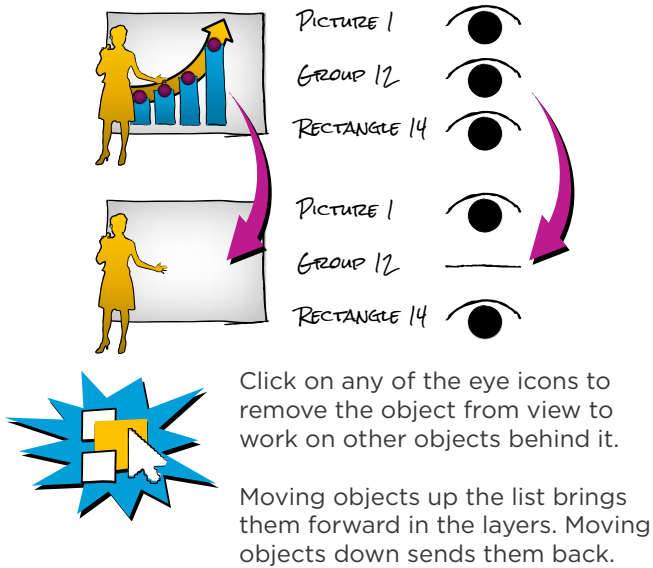 Picture 1
Group 12
Rectangle 14
Picture 1
Group 12
Rectangle 14
Click on any of the eye icons to
remove the object from view to
work on other objects behind it.
Moving objects up the list brings
them forward in the layers. Moving
objects down sends them back.